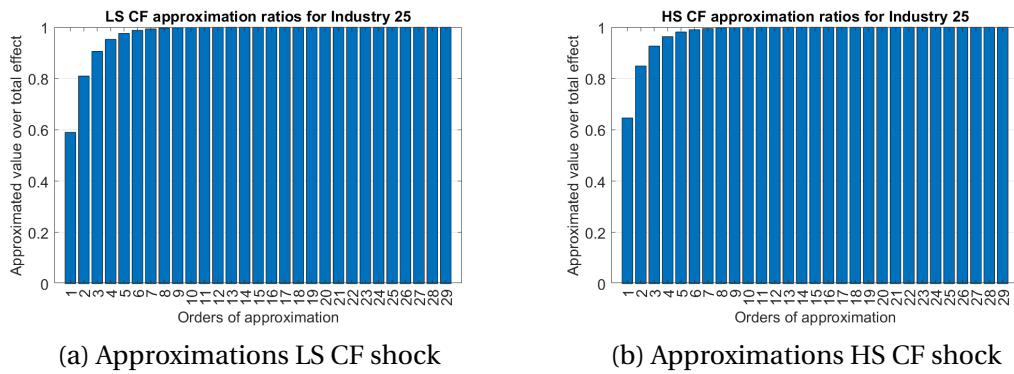 LS CF approximation ratios for Industry 25
Approximated value over total effect
1
0.8
0.6
0.4
0.2
0
1 2 3 4 5 6 7 8 9 10 11 12 13 14 15 16 17 18 19 20 21 22 23 24 25 26 27 28 29
Orders of approximation
(a) Approximations LS CF shock
HS CF approximation ratios for Industry 25
Approximated value over total effect
1
0.8
0.6
0.4
0.2
0
1 2 3 4 5 6 7 8 9 10 11 12 13 14 15 16 17 18 19 20 21 22 23 24 25 26 27 28 29
Orders of approximation
(b) Approximations HS CF shock